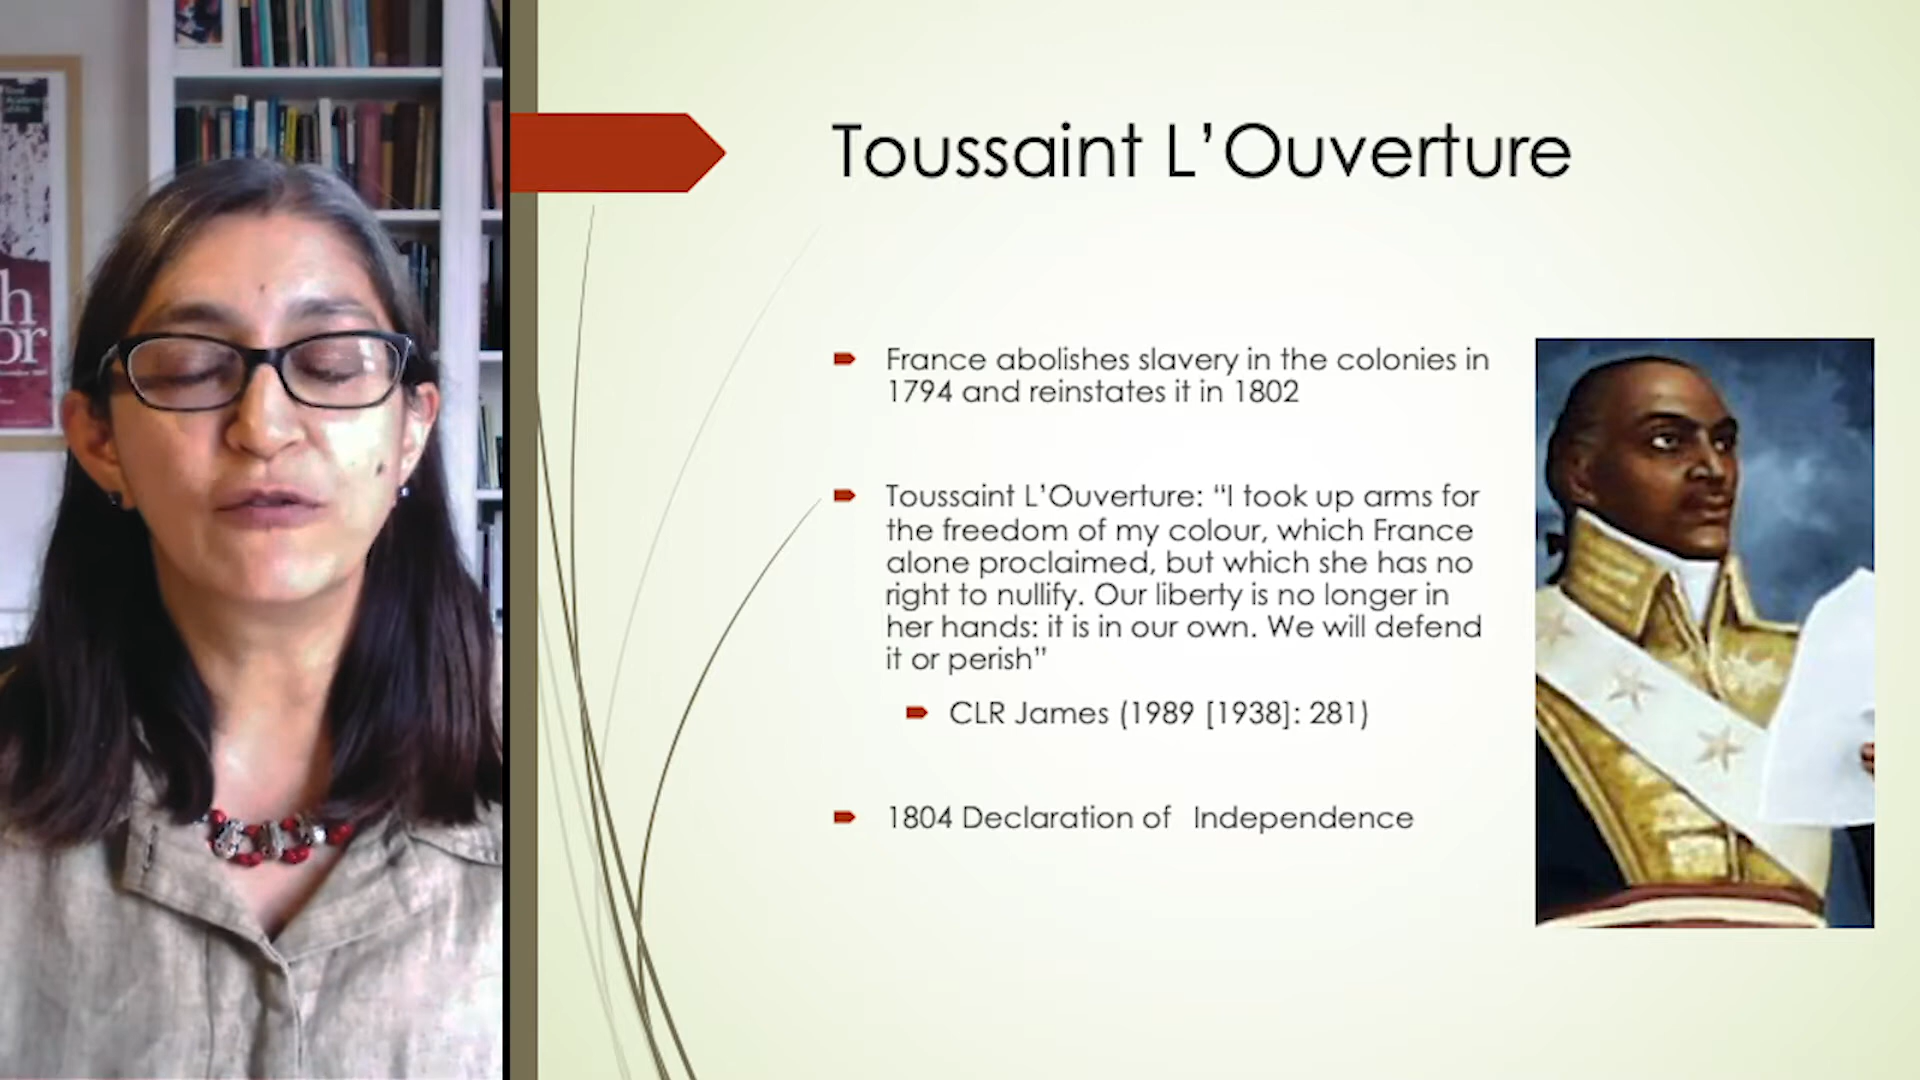 h
or
Toussaint L’Ouverture
France abolishes slavery in the colonies in
1794 and reinstates it in 1802
Toussaint L’Ouverture: “I took up arms for
the freedom of my colour, which France
alone proclaimed, but which she has no
right to nullify. Our liberty is no longer in
her hands: it is in our own. We will defend
it or perish”
CLR James (1989 [1938]: 281)
1804 Declaration of Independence